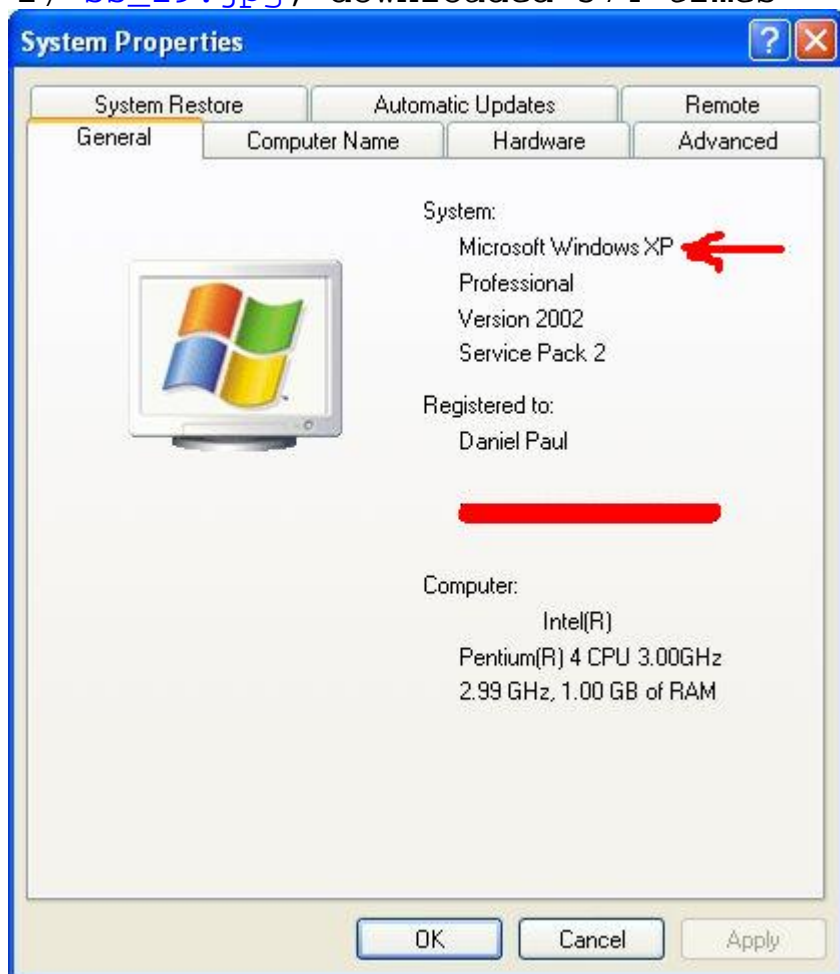 System Properties
System Restore Automatic Updates Remote
General Computer Name Hardware Advanced
System:
Microsoft Windows XP
Professional
Version 2002
Service Pack 2
Registered to:
Daniel Paul
Computer:
Intel(R)
Pentium(R) 4 CPU 3.00GHz
2.99 GHz, 1.00 GB of RAM
OK Cancel Apply